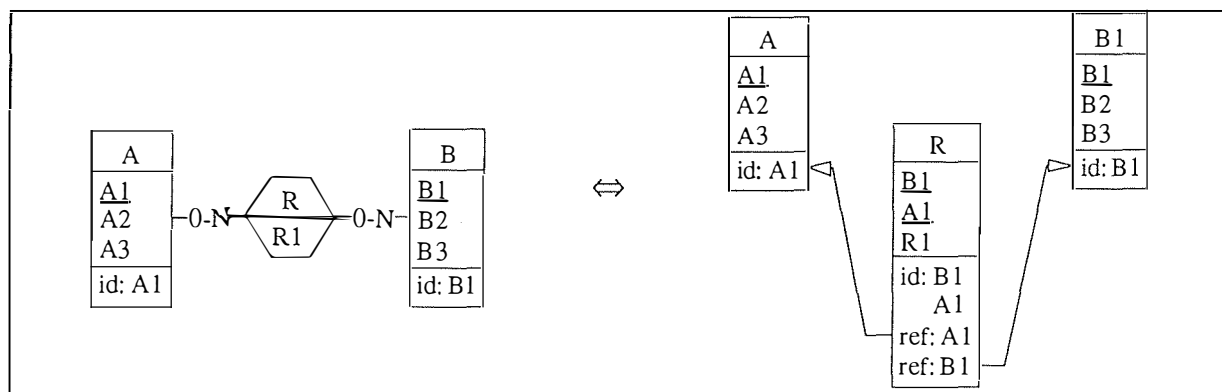 A
A1
A2
A3
id: A1
0-N
R
R1
0-N
B
B1
B2
B3
id: B1
⇔
A
A1
A2
A3
id: A1
R
B1
A1
R1
id: B1
A1
ref: A1
ref: B1
B1
B1
B2
B3
id: B1